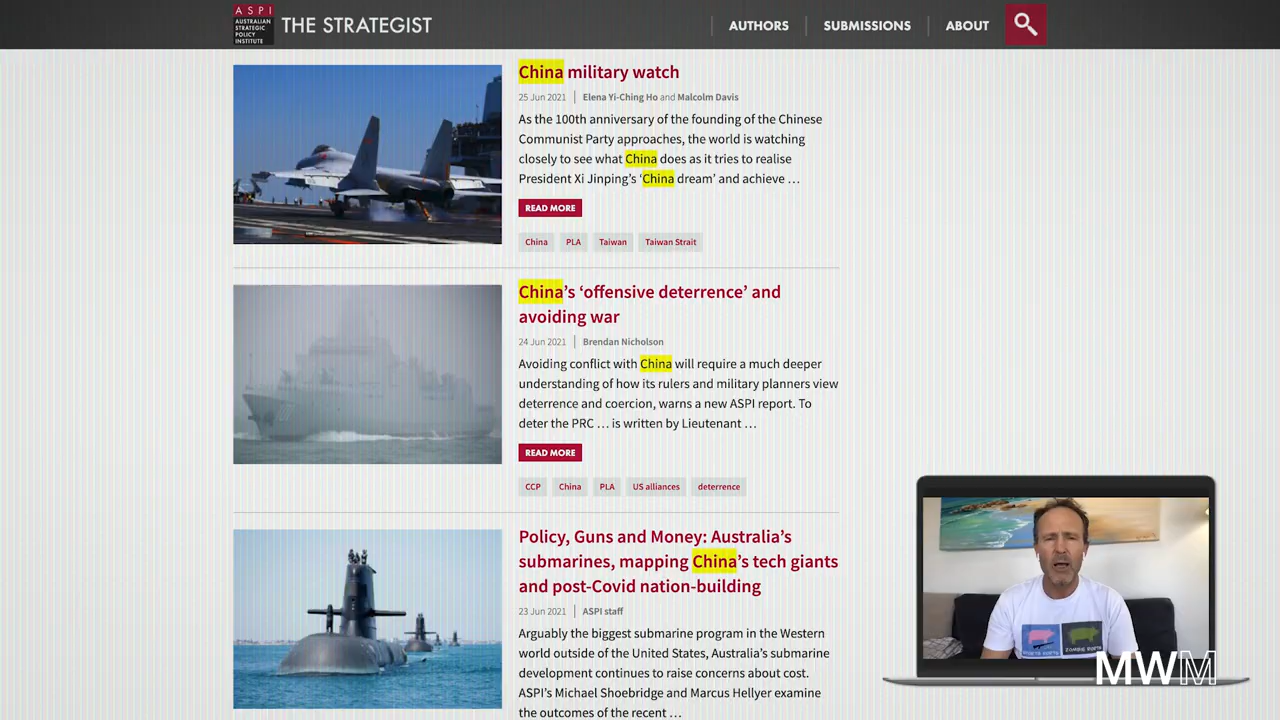 ASPI
AUSTRALIAN
STRATEGIC
POLICY
INSTITUTE
THE STRATEGIST
AUTHORS
SUBMISSIONS
ABOUT
China military watch
25 Jun 2021 | Elena Yi-Ching Ho and Malcolm Davis
As the 100th anniversary of the founding of the Chinese
Communist Party approaches, the world is watching
closely to see what China does as it tries to realise
President Xi Jinping's ‘China dream’ and achieve …
READ MORE
China
PLA
Taiwan
Taiwan Strait
China’s ‘offensive deterrence’ and
avoiding war
24 Jun 2021 | Brendan Nicholson
Avoiding conflict with China will require a much deeper
understanding of how its rulers and military planners view
deterrence and coercion, warns a new ASPI report. To
deter the PRC … is written by Lieutenant …
READ MORE
CCP
China
PLA
US alliances
deterrence
Policy, Guns and Money: Australia’s
submarines, mapping China’s tech giants
and post-Covid nation-building
23 Jun 2021 | ASPI staff
Arguably the biggest submarine program in the Western
world outside of the United States, Australia’s submarine
development continues to raise concerns about cost.
ASPI’s Michael Shoebridge and Marcus Hellyer examine
the outcomes of the recent …
MWM